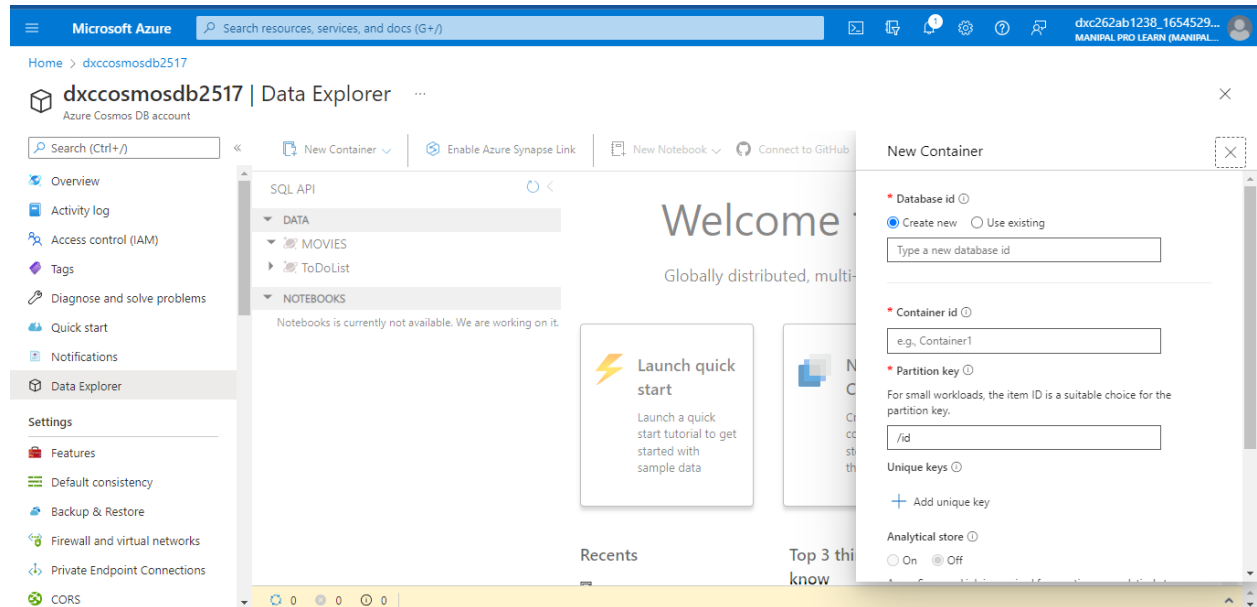 Microsoft Azure
Search resources, services, and docs (G+/)
1
dxc262ab1238_1654529...
MANIPAL PRO LEARN (MANIPAL...
Home > dxccosmosdb2517
dxccosmosdb2517 | Data Explorer ...
Azure Cosmos DB account
Search (Ctrl+/)
«
Overview
Activity log
Access control (IAM)
Tags
Diagnose and solve problems
Quick start
Notifications
Data Explorer
Settings
Features
Default consistency
Backup & Restore
Firewall and virtual networks
Private Endpoint Connections
CORS
New Container
Enable Azure Synapse Link
New Notebook
Connect to GitHub
SQL API
DATA
MOVIES
ToDoList
NOTEBOOKS
Notebooks is currently not available. We are working on it.
Welcome
Globally distributed, multi-
Launch quick
start
Launch a quick
start tutorial to get
started with
sample data
Recents
Top 3
know
0 0 0
New Container
* Database id
Create new Use existing
Type a new database id
* Container id
e.g., Container1
* Partition key
For small workloads, the item ID is a suitable choice for the
partition key.
/id
Unique keys
Add unique key
Analytical store
On Off